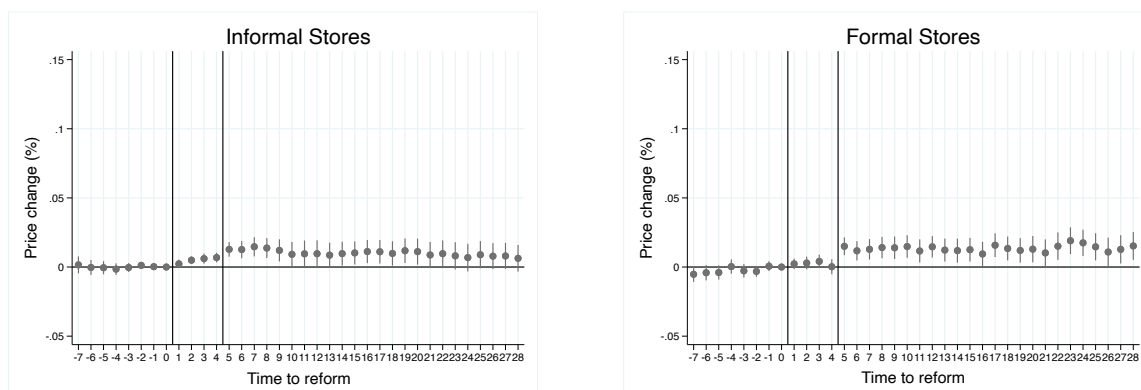 Informal Stores
.15
.1
.05
0
-.05
Price change (%)
-7 -6 -5 -4 -3 -2 -1 0 1 2 3 4 5 6 7 8 9 10 11 12 13 14 15 16 17 18 19 20 21 22 23 24 25 26 27 28
Time to reform
Formal Stores
.15
.1
.05
0
-.05
Price change (%)
-7 -6 -5 -4 -3 -2 -1 0 1 2 3 4 5 6 7 8 9 10 11 12 13 14 15 16 17 18 19 20 21 22 23 24 25 26 27 28
Time to reform